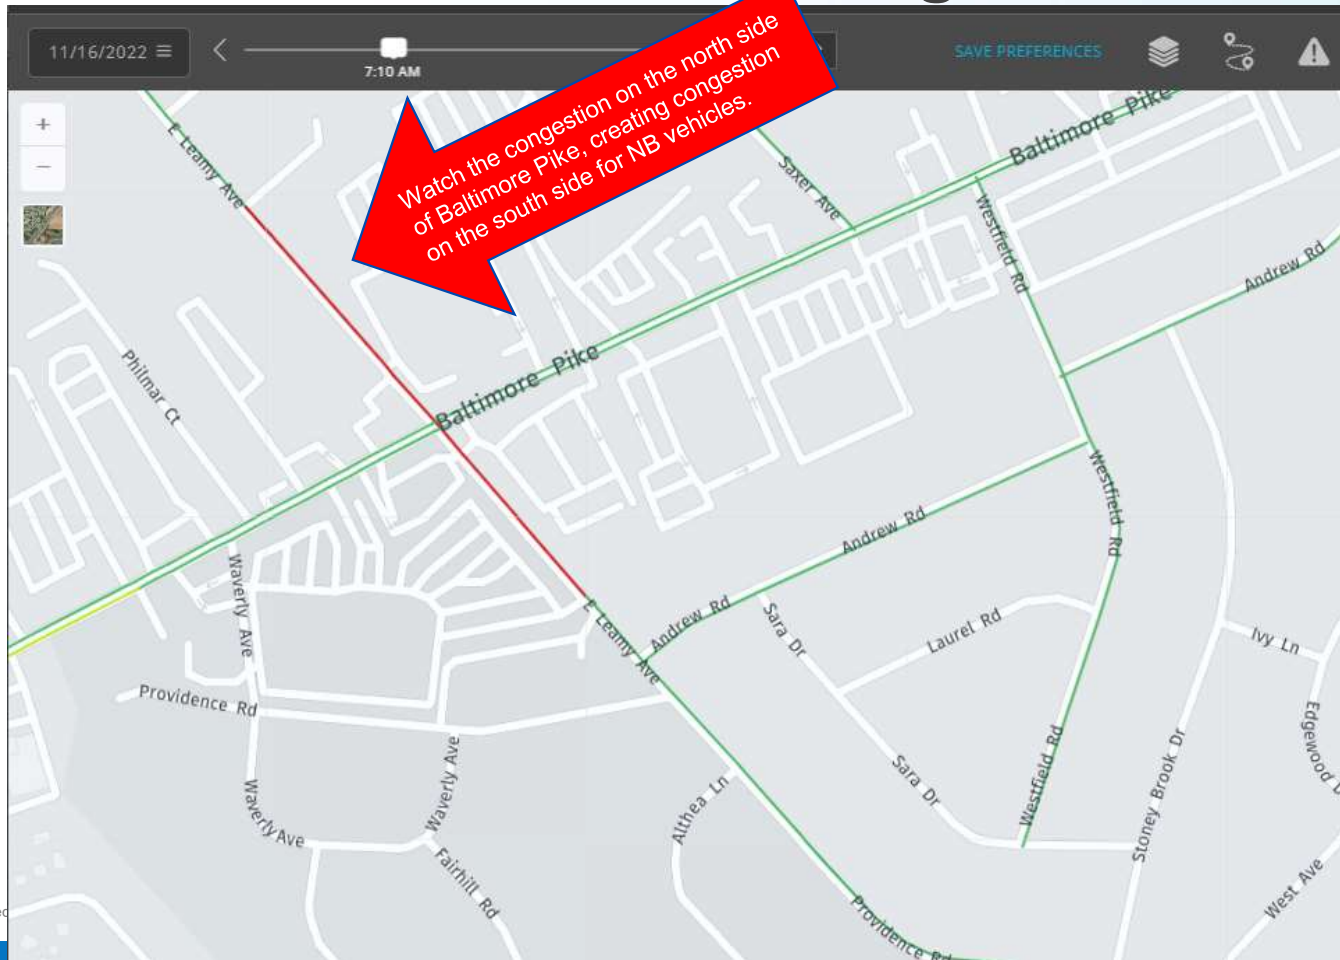 11/16/2022
7:10 AM
SAVE PREFERENCES
Watch the congestion on the north side
of Baltimore Pike, creating congestion
on the south side for NB vehicles.
+
−
E Leamy Ave
Baltimore Pike
Saxer Ave
Westfield Rd
Andrew Rd
Philmar Ct
Baltimore Pike
Andrew Rd
Westfield Rd
Waverly Ave
E Leamy Ave
Andrew Rd
Sara Dr
Laurel Rd
Ivy Ln
Providence Rd
Edgewood D
Waverly Ave
Waverly Ave
Althea Ln
Sara Dr
Westfield Rd
Stoney Brook Dr
Fairhill Rd
West Ave
Providence Rd